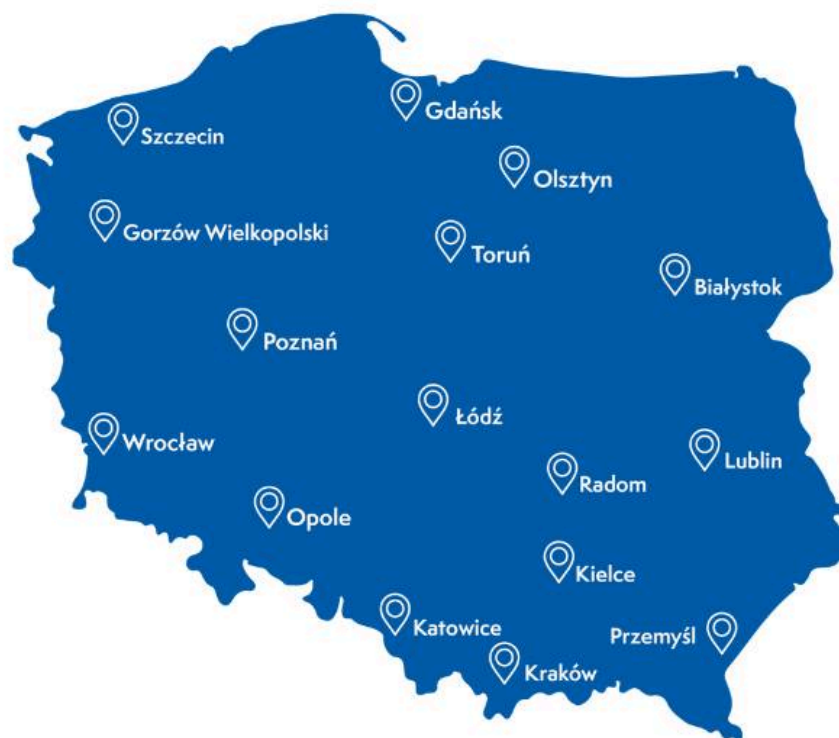 Gdańsk
Szczecin
Olsztyn
Gorzów Wielkopolski
Toruń
Białystok
Poznań
Łódź
Wrocław
Lublin
Radom
Opole
Kielce
Katowice
Przemyśl
Kraków